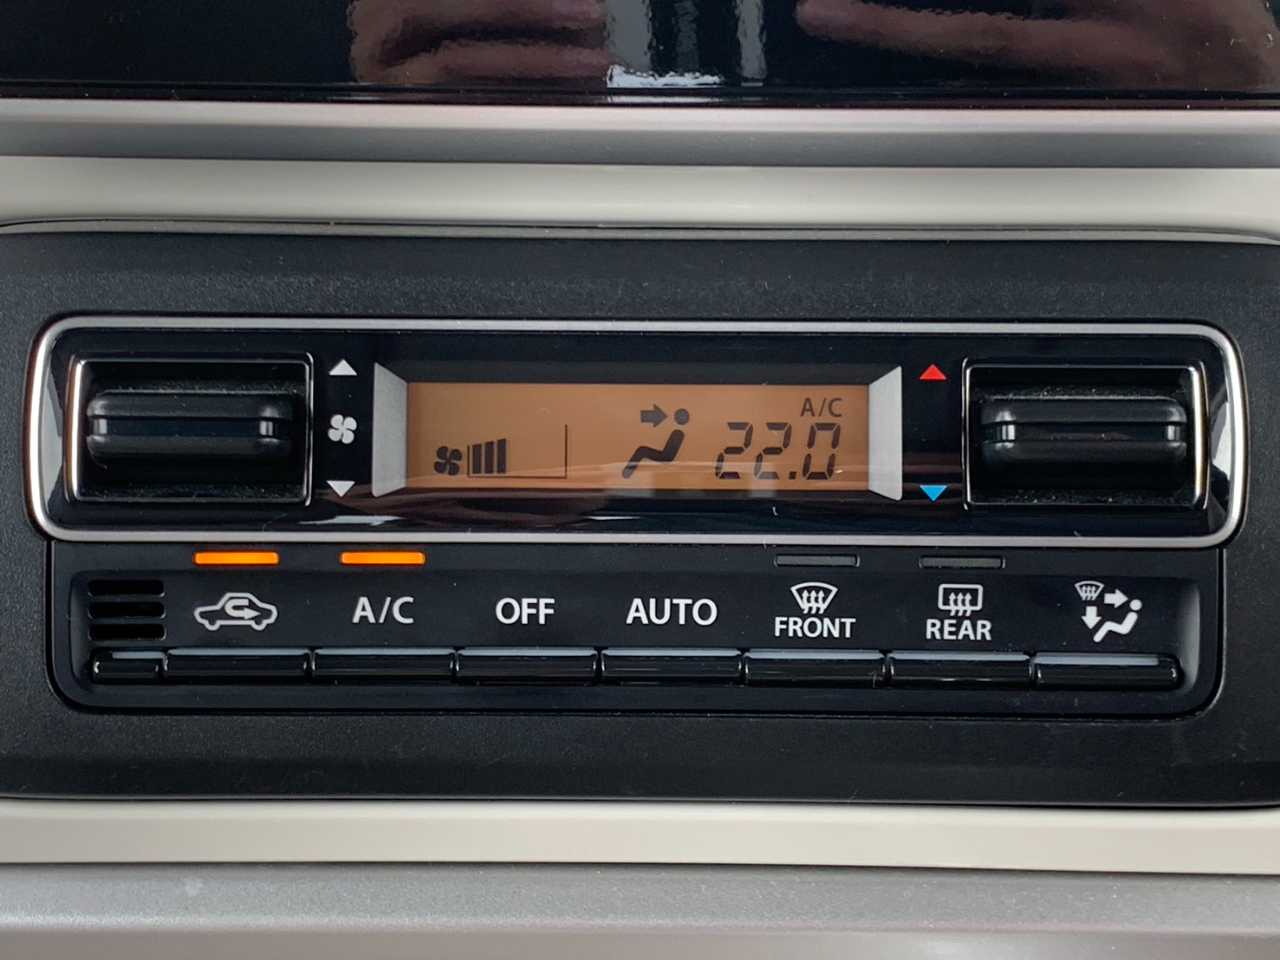 A/C
22.0
A/C
OFF
AUTO
FRONT
REAR